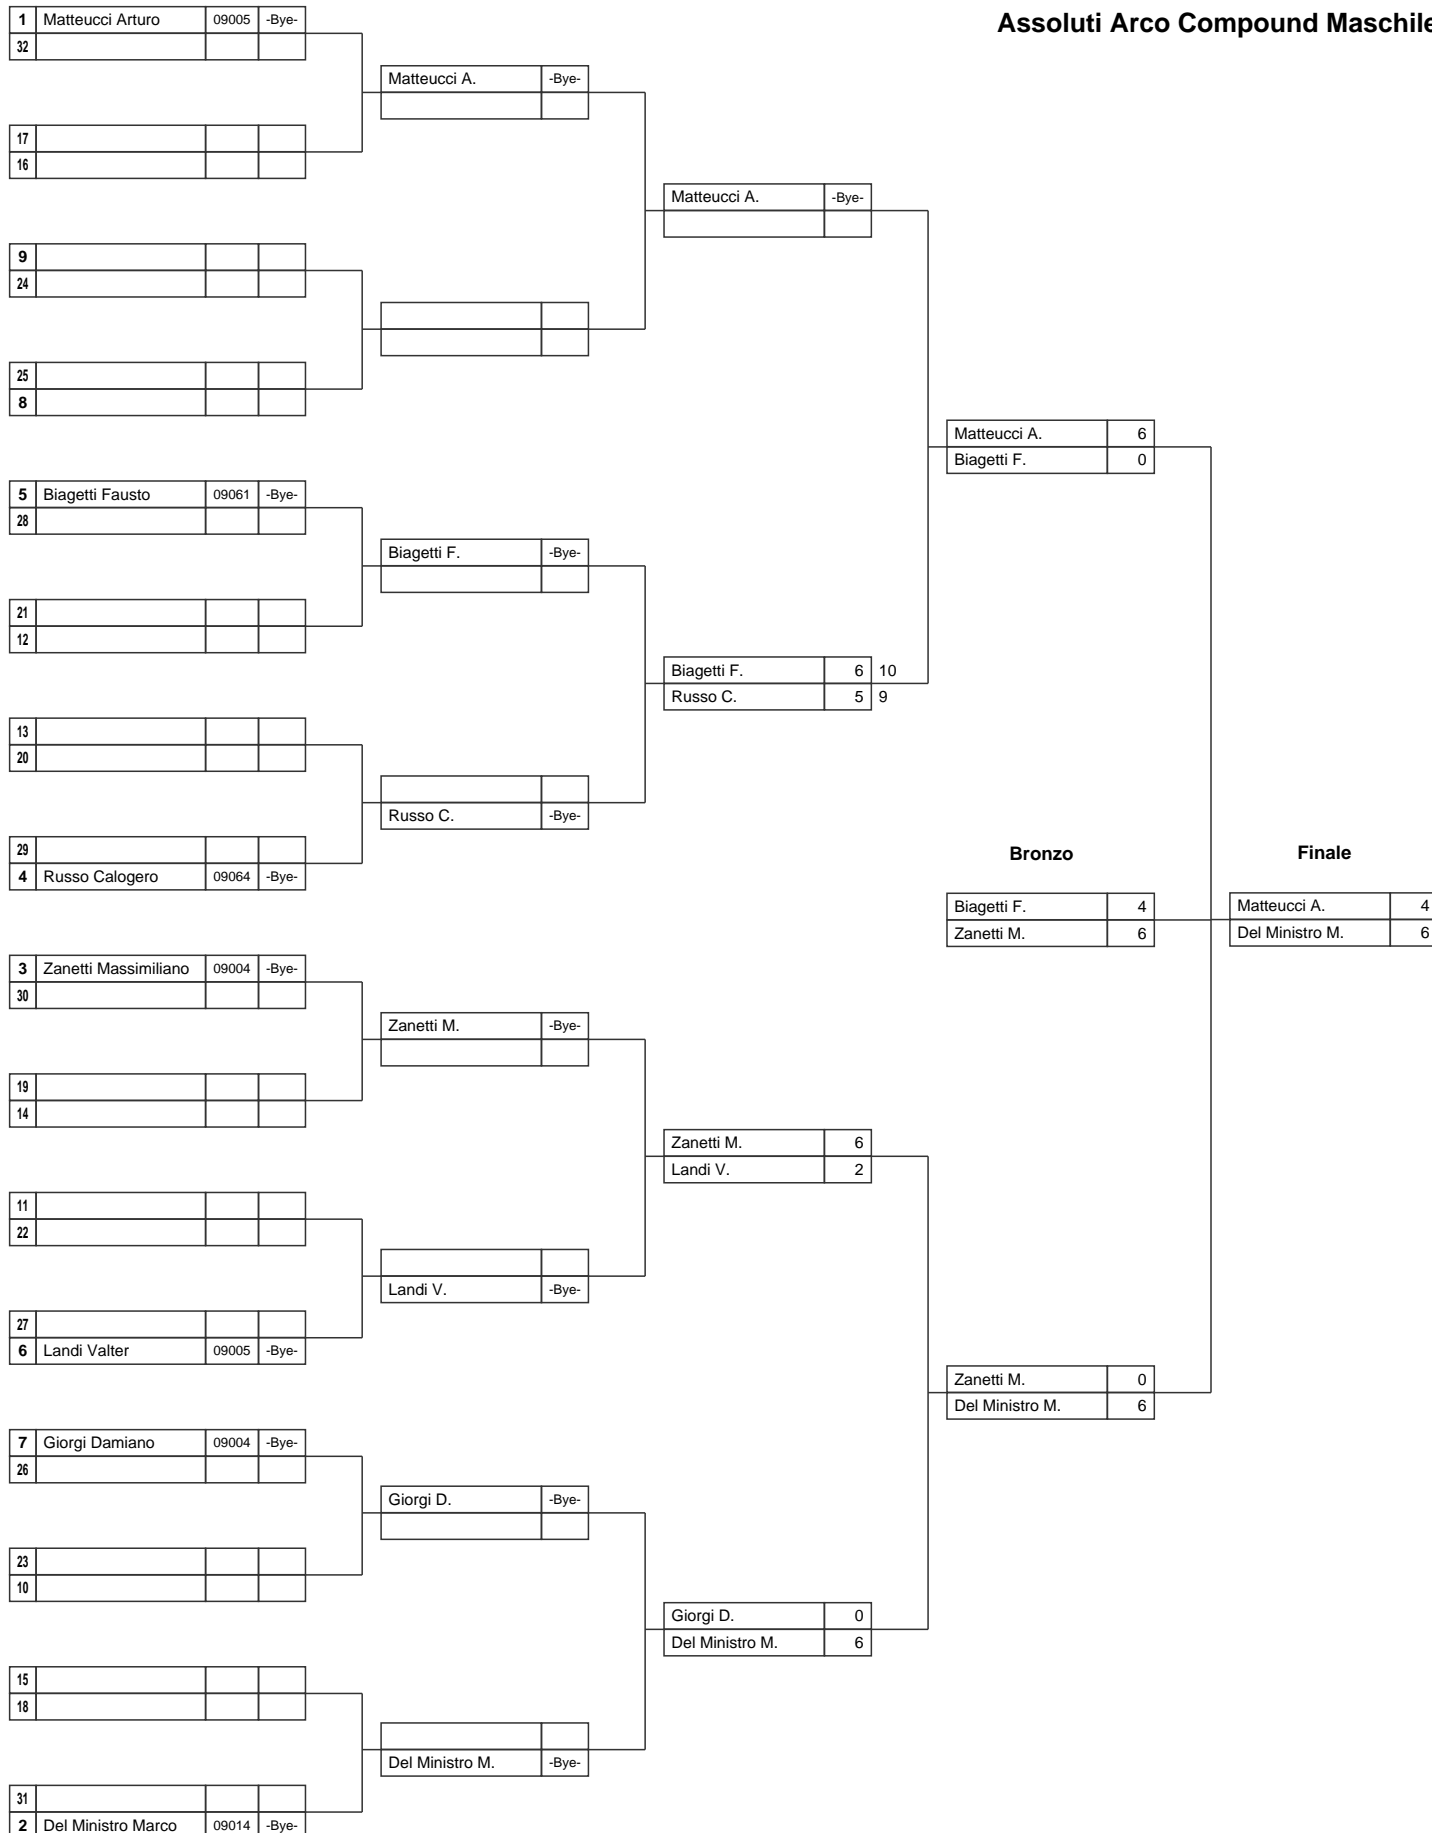 Assoluti Arco Compound Maschile
1 Matteucci Arturo 09005 -Bye-
32
17
16
9
24
25
8
5 Biagetti Fausto 09061 -Bye-
28
21
12
13
20
29
4 Russo Calogero 09064 -Bye-
3 Zanetti Massimiliano 09004 -Bye-
30
19
14
11
22
27
6 Landi Valter 09005 -Bye-
7 Giorgi Damiano 09004 -Bye-
26
23
10
15
18
31
2 Del Ministro Marco 09014 -Bye-
Matteucci A. -Bye-
Biagetti F. -Bye-
Russo C. -Bye-
Zanetti M. -Bye-
Landi V. -Bye-
Giorgi D. -Bye-
Del Ministro M. -Bye-
Matteucci A. -Bye-
Biagetti F. 6 10
Russo C. 5 9
Zanetti M. 6
Landi V. 2
Giorgi D. 0
Del Ministro M. 6
Matteucci A. 6
Biagetti F. 0
Zanetti M. 0
Del Ministro M. 6
Bronzo
Biagetti F. 4
Zanetti M. 6
Finale
Matteucci A. 4
Del Ministro M. 6